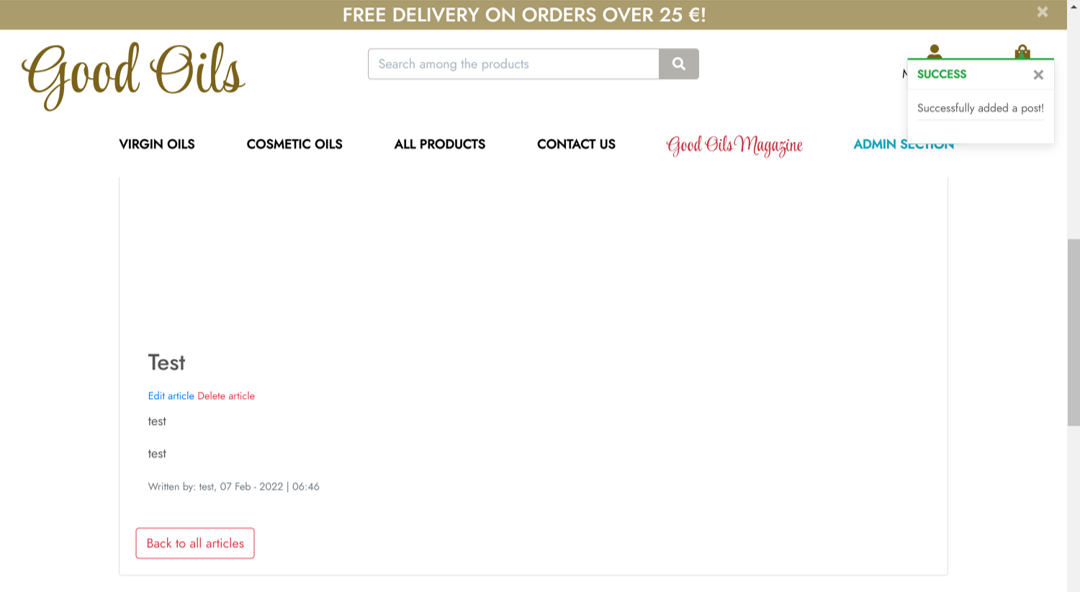 FREE DELIVERY ON ORDERS OVER 25 €!
Good Oils
Search among the products
SUCCESS
Successfully added a post!
VIRGIN OILS
COSMETIC OILS
ALL PRODUCTS
CONTACT US
Good Oils Magazine
ADMIN SECTION
Test
Edit article Delete article
test
test
Written by: test, 07 Feb - 2022 | 06:46
Back to all articles